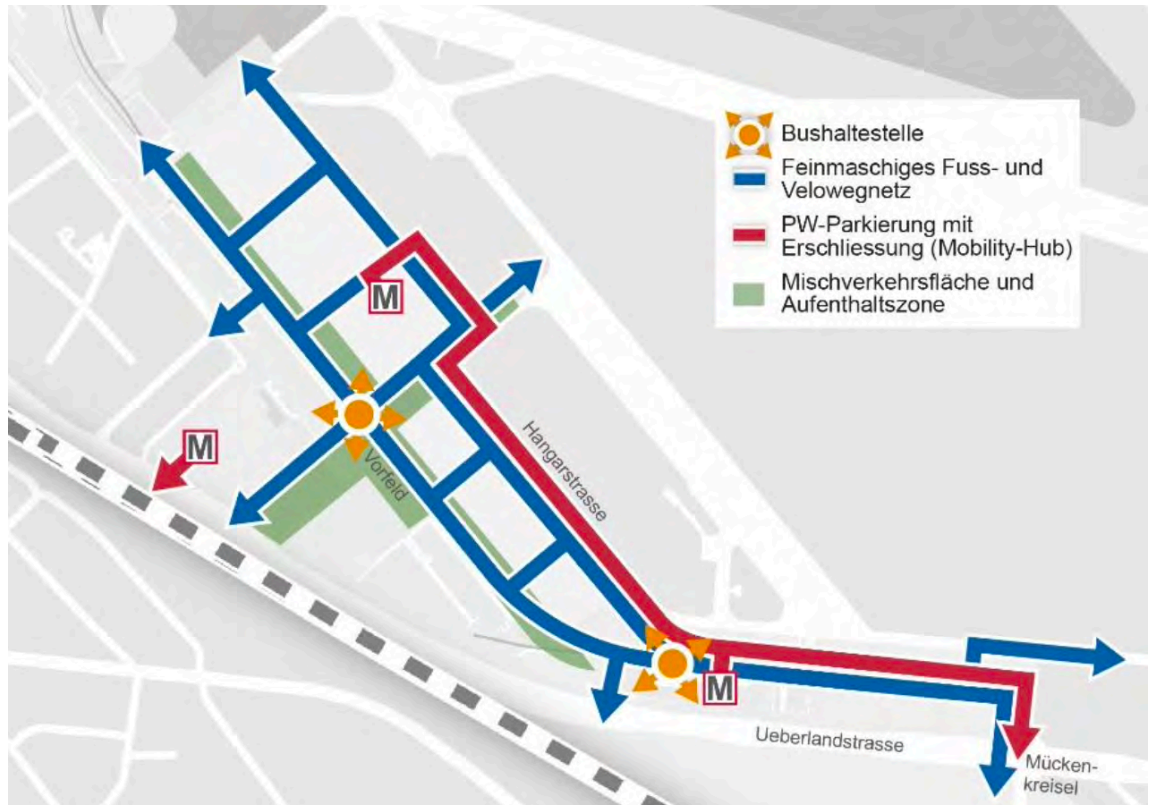 Bushaltestelle
Feinmaschiges Fuss- und
Velowegnetz
PW-Parkierung mit
Erschliessung (Mobility-Hub)
Mischverkehrsfläche und
Aufenthaltszone
M
M
Hangarstrasse
Vorfeld
M
Ueberlandstrasse
Mücken-
kreisel